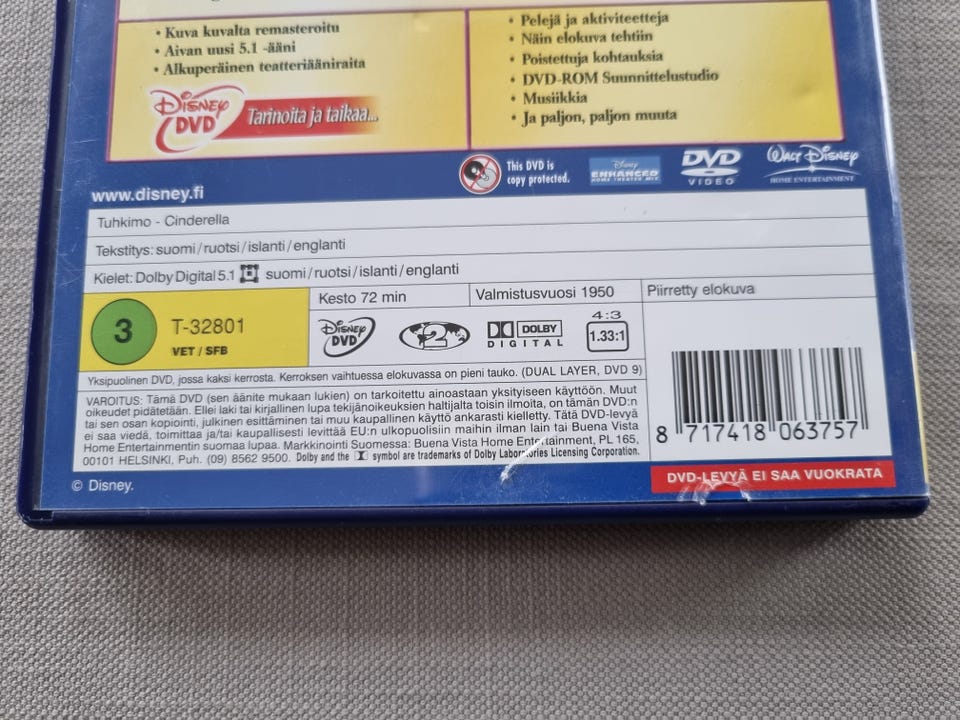 • Kuva kuvalta remasteroitu
• Aivan uusi 5.1 -ääni
• Alkuperäinen teatteriääniraita
DISNEY
DVD
Tarinoita ja taikaa...
• Pelejä ja aktiviteetteja
• Näin elokuva tehtiin
• Poistettuja kohtauksia
• DVD-ROM Suunnittelustudio
• Musiikkia
• Ja paljon, paljon muuta
www.disney.fi
This DVD is
copy protected.
Disney
ENHANCED
HOME THEATER MIX
DVD
VIDEO
WALT DISNEY
HOME ENTERTAINMENT
Tuhkimo - Cinderella
Tekstitys: suomi/ruotsi/islanti/englanti
Kielet: Dolby Digital 5.1 suomi/ruotsi/islanti/englanti
3
T-32801
VET / SFB
Kesto 72 min
Valmistusvuosi 1950
Piirretty elokuva
DISNEY
DVD
2
DOLBY
DIGITAL
4:3
1.33:1
Yksipuolinen DVD, jossa kaksi kerrosta. Kerroksen vaihtuessa elokuvassa on pieni tauko. (DUAL LAYER, DVD 9)
VAROITUS: Tämä DVD (sen äänite mukaan lukien) on tarkoitettu ainoastaan yksityiseen käyttöön. Muut
oikeudet pidätetään. Ellei laki tai kirjallinen lupa tekijänoikeuksien haltijalta toisin ilmoita, on tämän DVD:n
tai sen osan kopiointi, julkinen esittäminen tai muu kaupallinen käyttö ankarasti kielletty. Tätä DVD-levyä
ei saa viedä, toimittaa ja/tai kaupallisesti levittää EU:n ulkopuolisiin maihin ilman lain tai Buena Vista
Home Entertainmentin suomaa lupaa. Markkinointi Suomessa: Buena Vista Home Entertainment, PL 165,
00101 HELSINKI, Puh. (09) 8562 9500. Dolby and the symbol are trademarks of Dolby Laboratories Licensing Corporation.
8 717418 063757
© Disney.
DVD-LEVYÄ EI SAA VUOKRATA